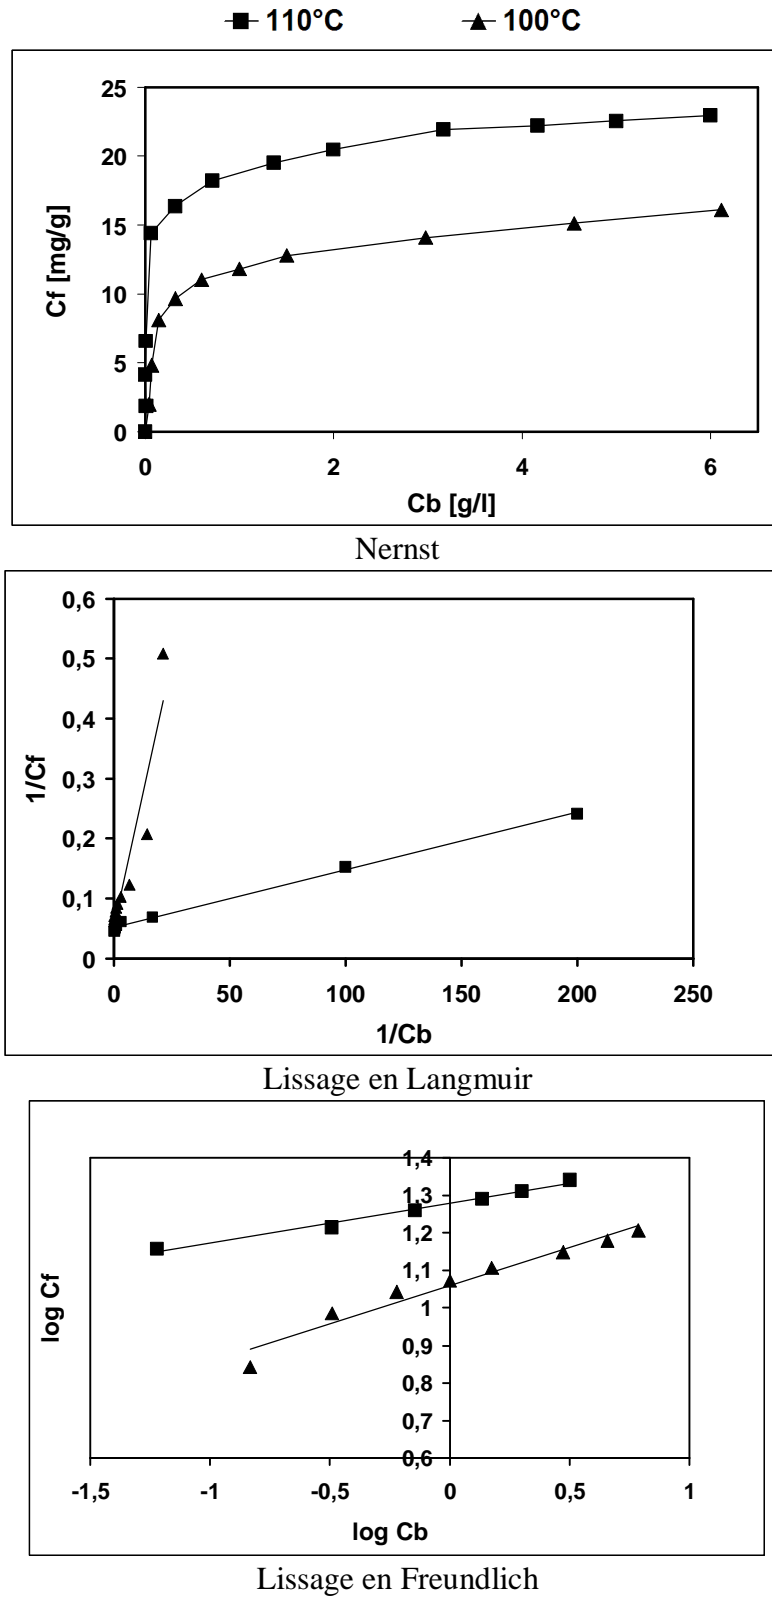 110°C 100°C
25
20
15
10
5
0
0 2 4 6
Cf [mg/g]
Cb [g/l]
Nernst
0,6
0,5
0,4
0,3
0,2
0,1
0
0 50 100 150 200 250
1/Cf
1/Cb
Lissage en Langmuir
1,4
1,3
1,2
1,1
1
0,9
0,8
0,7
0,6
-1,5 -1 -0,5 0 0,5 1
log Cf
log Cb
Lissage en Freundlich